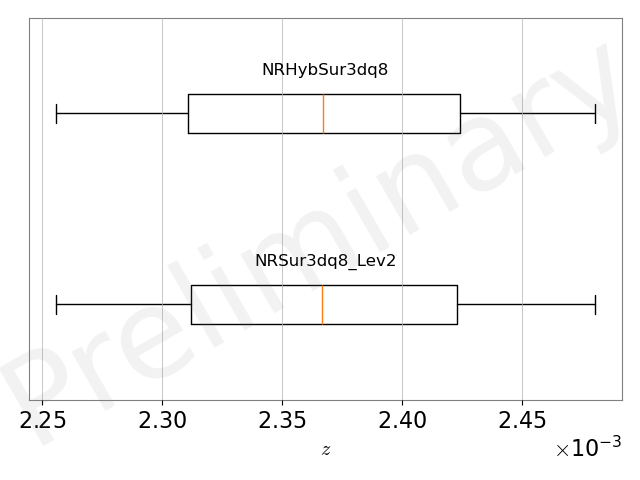 NRHybSur3dq8
NRSur3dq8_Lev2
Preliminary
2.25 2.30 2.35 2.40 2.45
×10⁻³
z